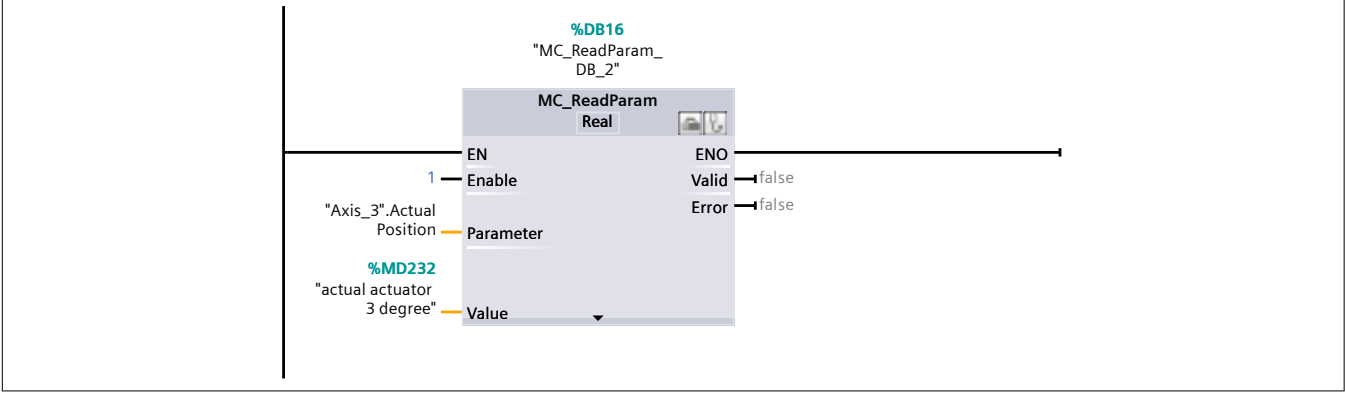 %DB16
"MC_ReadParam_
DB_2"
MC_ReadParam
Real
EN
ENO
1
Enable
Valid
false
"Axis_3".Actual
Position
Parameter
Error
false
%MD232
"actual actuator
3 degree"
Value